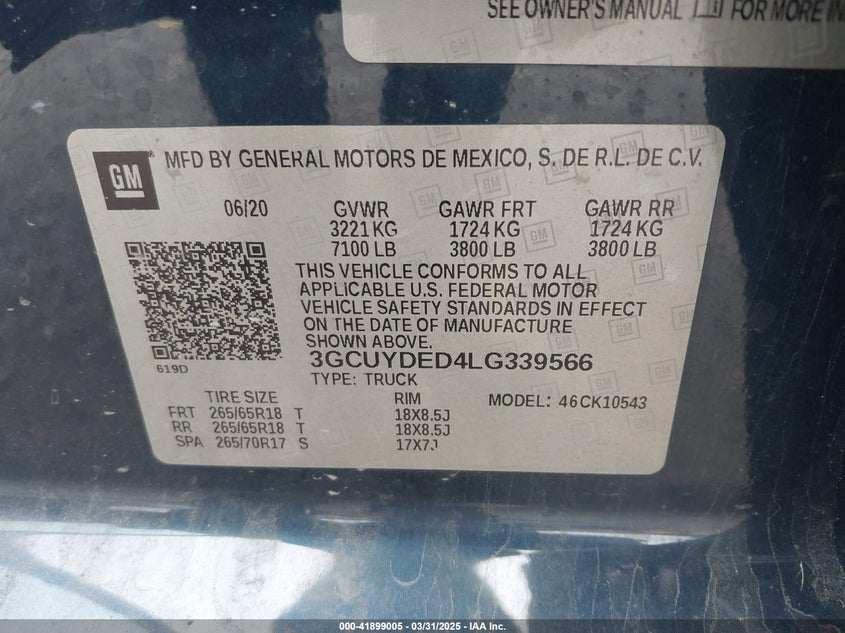 SEE OWNER'S MANUAL FOR MORE
GM
MFD BY GENERAL MOTORS DE MEXICO, S. DE R.L. DE C.V.
06/20 GVWR GAWR FRT GAWR RR
3221 KG 1724 KG 1724 KG
7100 LB 3800 LB 3800 LB
THIS VEHICLE CONFORMS TO ALL
APPLICABLE U.S. FEDERAL MOTOR
VEHICLE SAFETY STANDARDS IN EFFECT
ON THE DATE OF MANUFACTURE
SHOWN ABOVE.
619D 3GCUYDED4LG339566
TYPE: TRUCK
TIRE SIZE RIM MODEL: 46CK10543
FRT 265/65R18 T 18X8.5J
RR 265/65R18 T 18X8.5J
SPA 265/70R17 S 17X7J
000-41899005 - 03/31/2025 - IAA Inc.